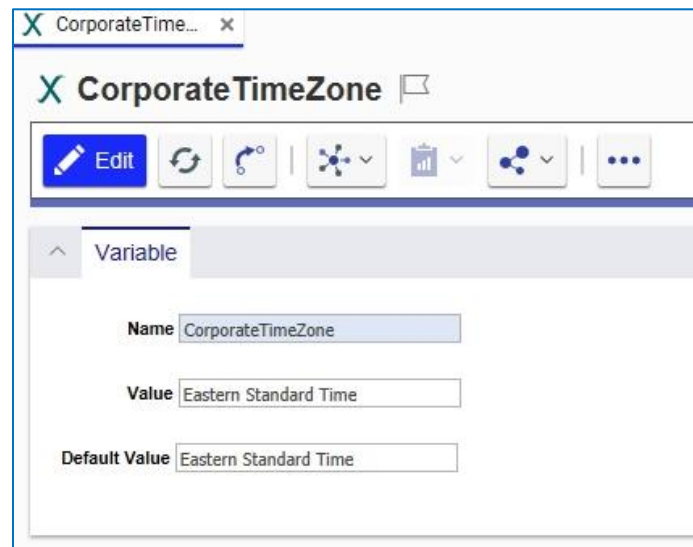 CorporateTime...
CorporateTimeZone
Edit
Variable
Name CorporateTimeZone
Value Eastern Standard Time
Default Value Eastern Standard Time